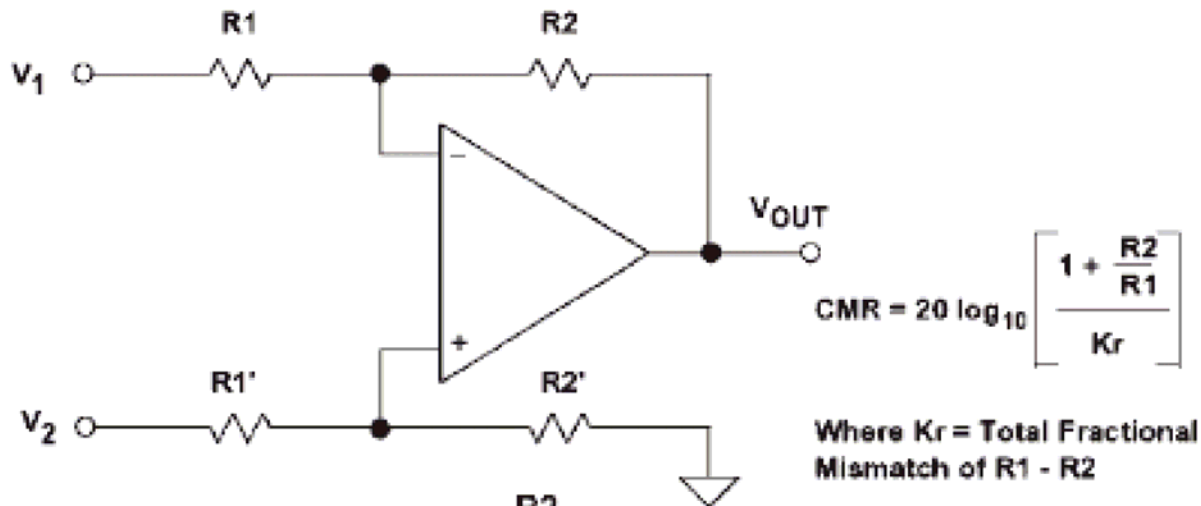 R1
R2
V1
−
VOUT
CMR = 20 log10 [ 1 + R2/R1 / Kr ]
+
R1'
R2'
V2
Where Kr = Total Fractional
Mismatch of R1 - R2